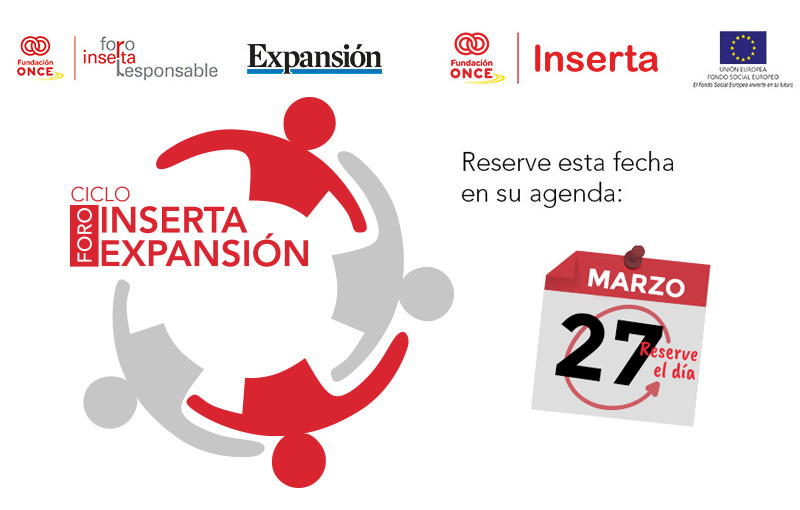 Fundación
ONCE
foro
inserta
responsable
Expansión
Fundación
ONCE
Inserta
UNIÓN EUROPEA
FONDO SOCIAL EUROPEO
El Fondo Social Europeo invierte en su futuro
CICLO
FORO
INSERTA
EXPANSIÓN
Reserve esta fecha
en su agenda:
MARZO
27
Reserve
el día